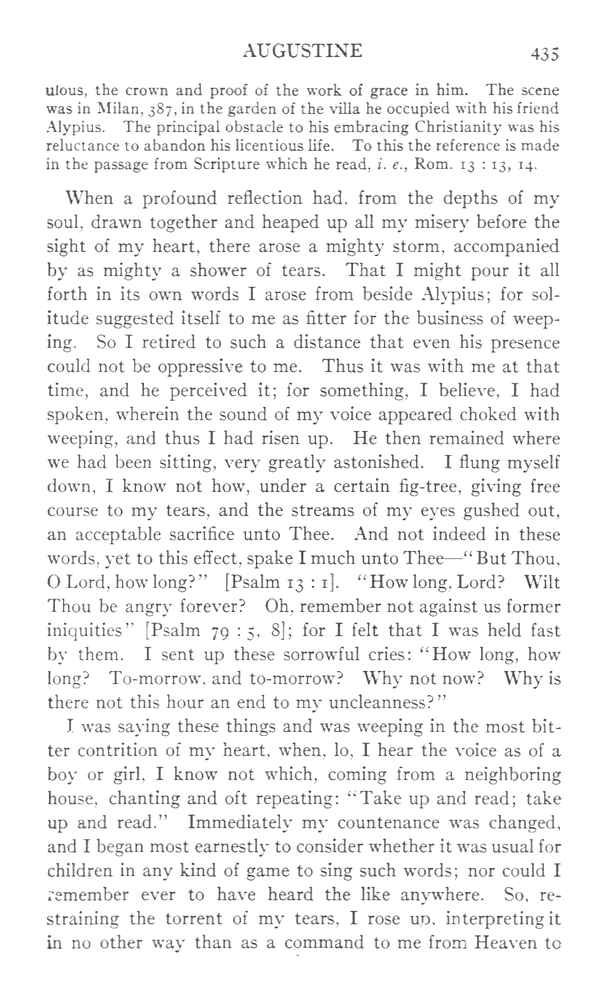 AUGUSTINE 435
ulous, the crown and proof of the work of grace in him. The scene
was in Milan, 387, in the garden of the villa he occupied with his friend
Alypius. The principal obstacle to his embracing Christianity was his
reluctance to abandon his licentious life. To this the reference is made
in the passage from Scripture which he read, i. e., Rom. 13 : 13, 14.
When a profound reflection had, from the depths of my
soul, drawn together and heaped up all my misery before the
sight of my heart, there arose a mighty storm, accompanied
by as mighty a shower of tears. That I might pour it all
forth in its own words I arose from beside Alypius; for sol-
itude suggested itself to me as fitter for the business of weep-
ing. So I retired to such a distance that even his presence
could not be oppressive to me. Thus it was with me at that
time, and he perceived it; for something, I believe, I had
spoken, wherein the sound of my voice appeared choked with
weeping, and thus I had risen up. He then remained where
we had been sitting, very greatly astonished. I flung myself
down, I know not how, under a certain fig-tree, giving free
course to my tears, and the streams of my eyes gushed out,
an acceptable sacrifice unto Thee. And not indeed in these
words, yet to this effect, spake I much unto Thee—"But Thou,
O Lord, how long?" [Psalm 13 : 1]. "How long, Lord? Wilt
Thou be angry forever? Oh, remember not against us former
iniquities" [Psalm 79 : 5, 8]; for I felt that I was held fast
by them. I sent up these sorrowful cries: "How long, how
long? To-morrow, and to-morrow? Why not now? Why is
there not this hour an end to my uncleanness?"
I was saying these things and was weeping in the most bit-
ter contrition of my heart, when, lo, I hear the voice as of a
boy or girl, I know not which, coming from a neighboring
house, chanting and oft repeating: "Take up and read; take
up and read." Immediately my countenance was changed,
and I began most earnestly to consider whether it was usual for
children in any kind of game to sing such words; nor could I
remember ever to have heard the like anywhere. So, re-
straining the torrent of my tears, I rose up, interpreting it
in no other way than as a command to me from Heaven to